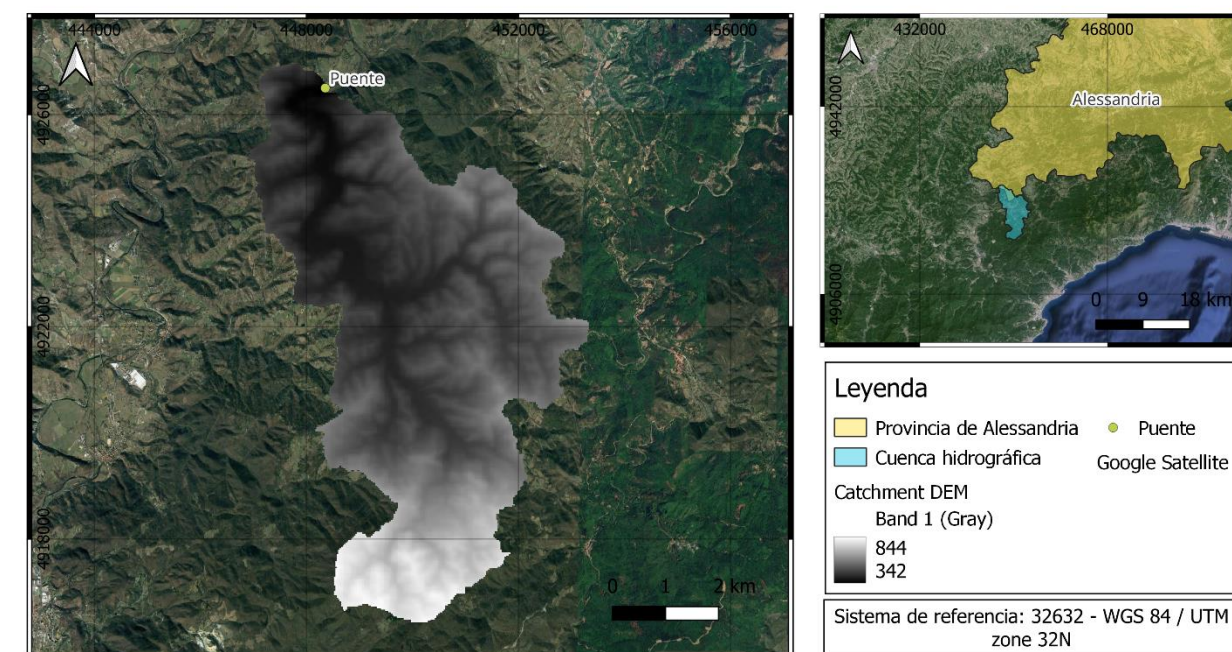 444000
448000
452000
456000
Puente
4926000
4922000
4918000
0 1 2 km
432000
468000
4942000
4906000
Alessandria
0 9 18 km
Leyenda
Provincia de Alessandria
Puente
Cuenca hidrográfica
Google Satellite
Catchment DEM
Band 1 (Gray)
844
342
Sistema de referencia: 32632 - WGS 84 / UTM
zone 32N